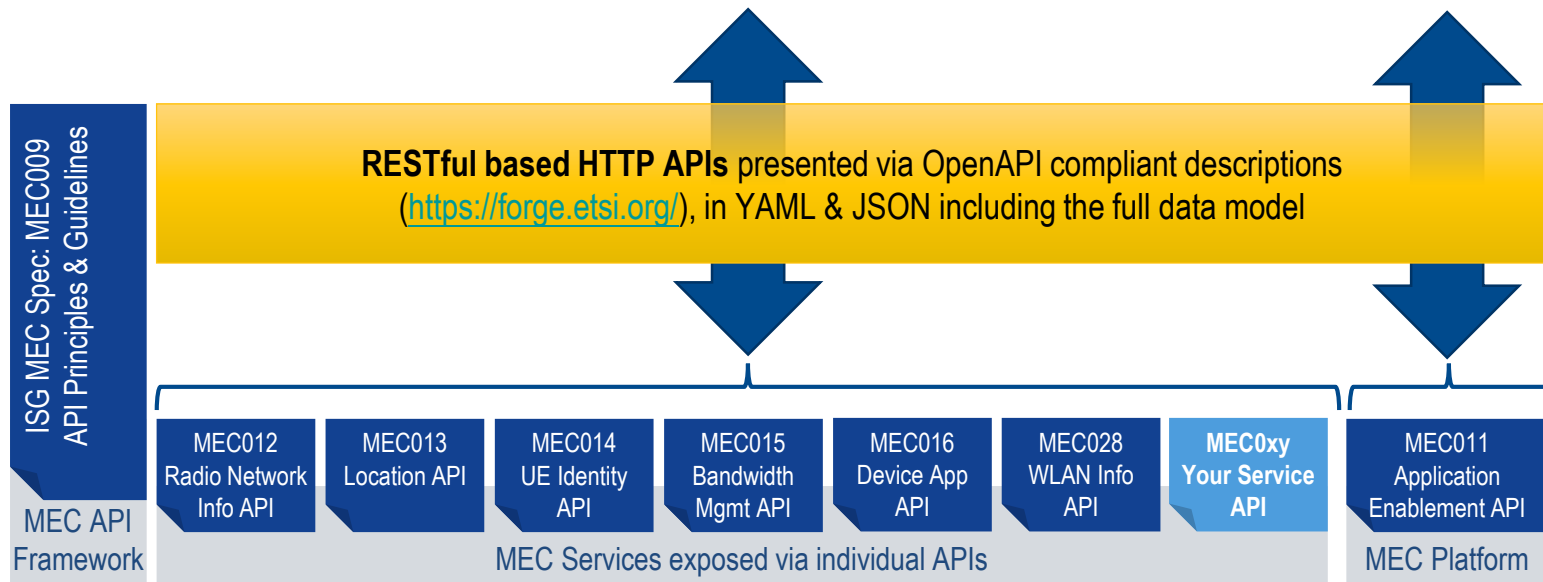 ISG MEC Spec: MEC009
API Principles & Guidelines
MEC API
Framework
RESTful based HTTP APIs presented via OpenAPI compliant descriptions
(https://forge.etsi.org/), in YAML & JSON including the full data model
MEC012
Radio Network
Info API
MEC013
Location API
MEC014
UE Identity
API
MEC015
Bandwidth
Mgmt API
MEC016
Device App
API
MEC028
WLAN Info
API
MEC0xy
Your Service
API
MEC Services exposed via individual APIs
MEC011
Application
Enablement API
MEC Platform